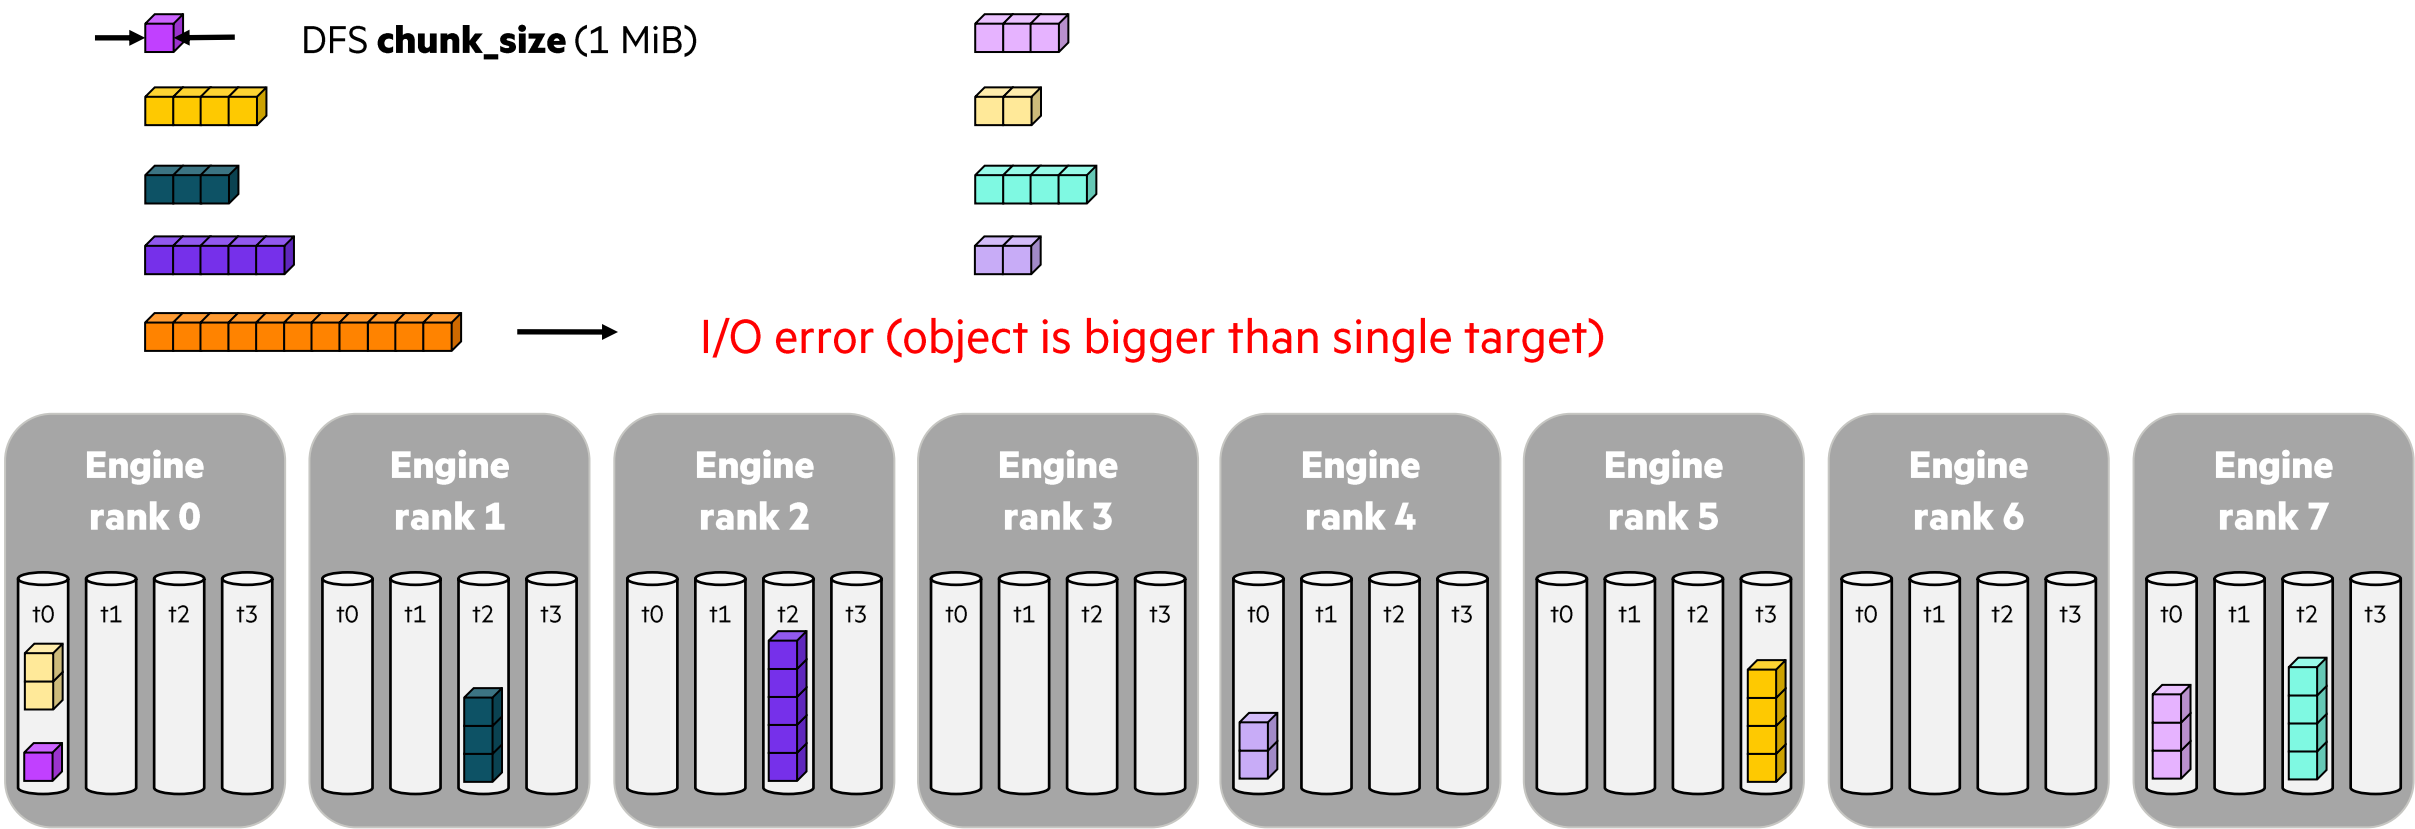 DFS chunk_size (1 MiB)
I/O error (object is bigger than single target)
Engine
rank 0
t0 t1 t2 t3
Engine
rank 1
t0 t1 t2 t3
Engine
rank 2
t0 t1 t2 t3
Engine
rank 3
t0 t1 t2 t3
Engine
rank 4
t0 t1 t2 t3
Engine
rank 5
t0 t1 t2 t3
Engine
rank 6
t0 t1 t2 t3
Engine
rank 7
t0 t1 t2 t3